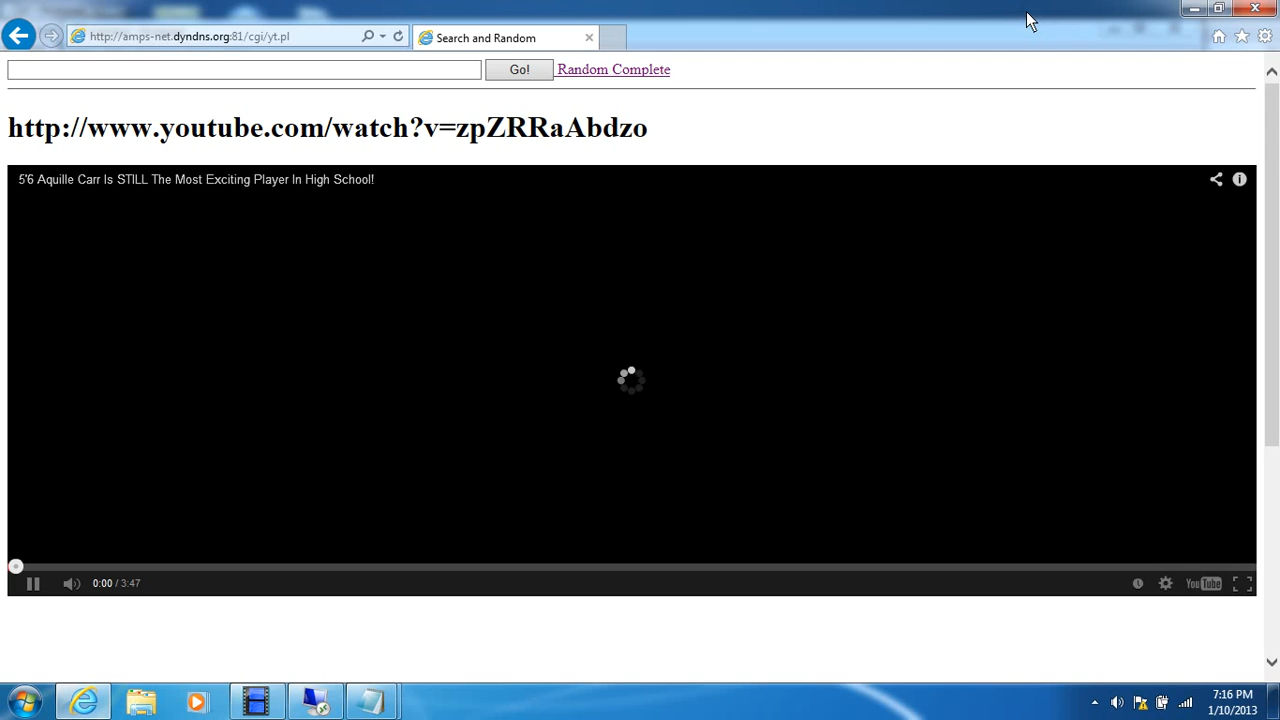 http://amps-net.dyndns.org:81/cgi/yt.pl
Search and Random
Go! Random Complete
http://www.youtube.com/watch?v=zpZRRaAbdzo
5'6 Aquille Carr Is STILL The Most Exciting Player In High School!
0:00 / 3:47
YouTube
7:16 PM
1/10/2013